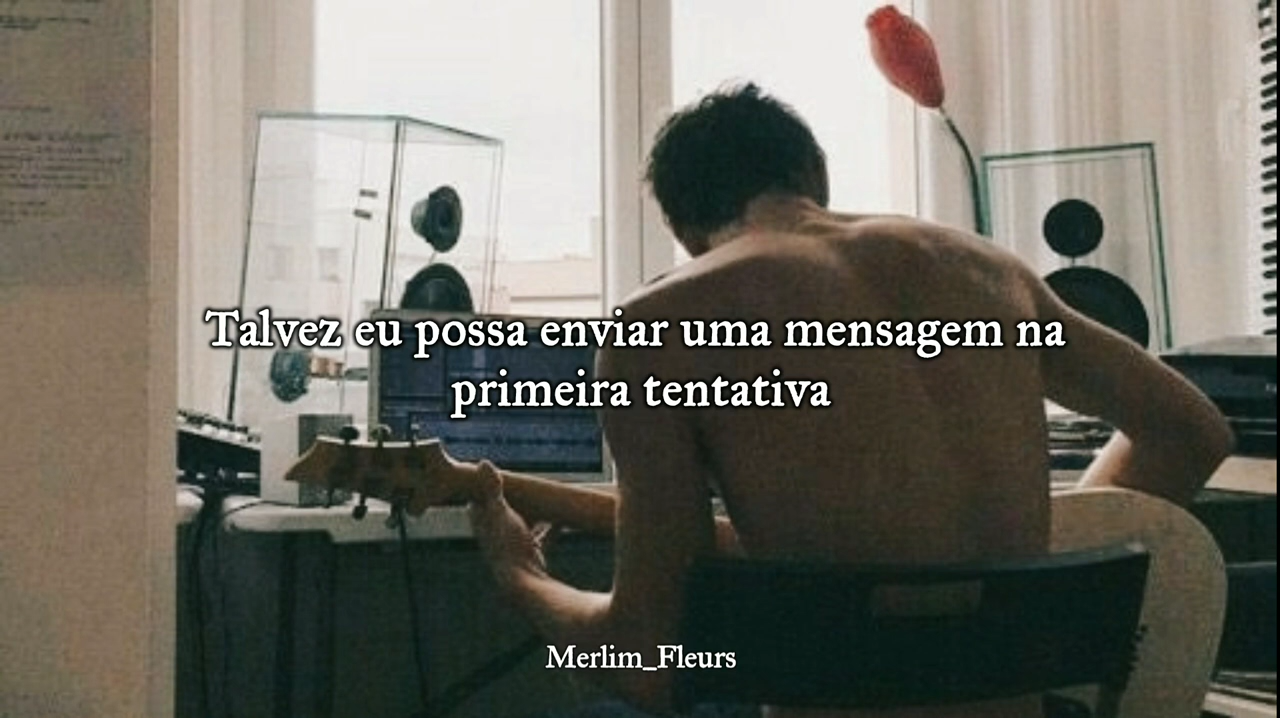 Talvez eu possa enviar uma mensagem na
primeira tentativa
Merlim_Fleurs